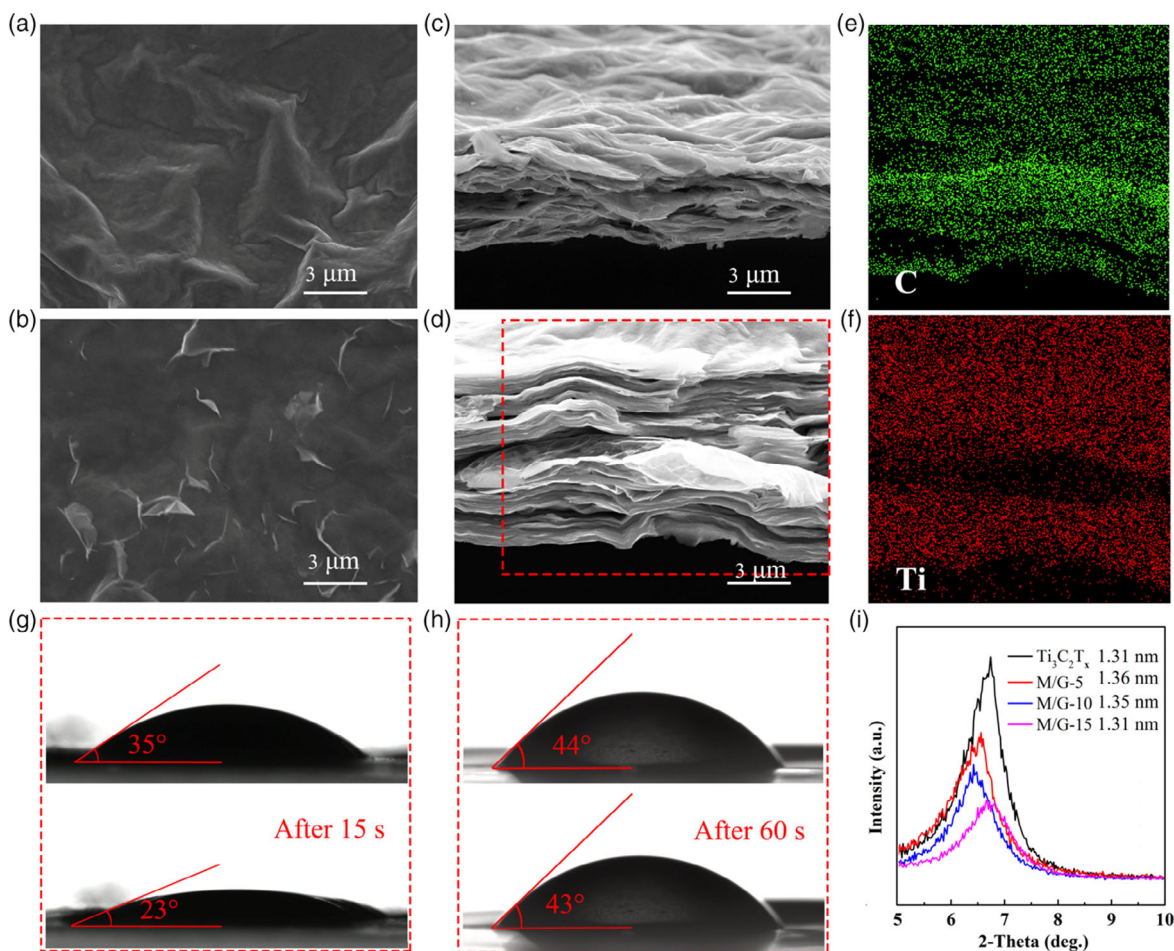 (a)
3 μm
(c)
3 μm
(e)
C
(b)
3 μm
(d)
3 μm
(f)
Ti
(g)
35°
After 15 s
23°
(h)
44°
After 60 s
43°
(i)
Ti₃C₂Tₓ 1.31 nm
M/G-5 1.36 nm
M/G-10 1.35 nm
M/G-15 1.31 nm
Intensity (a.u.)
5 6 7 8 9 10
2-Theta (deg.)